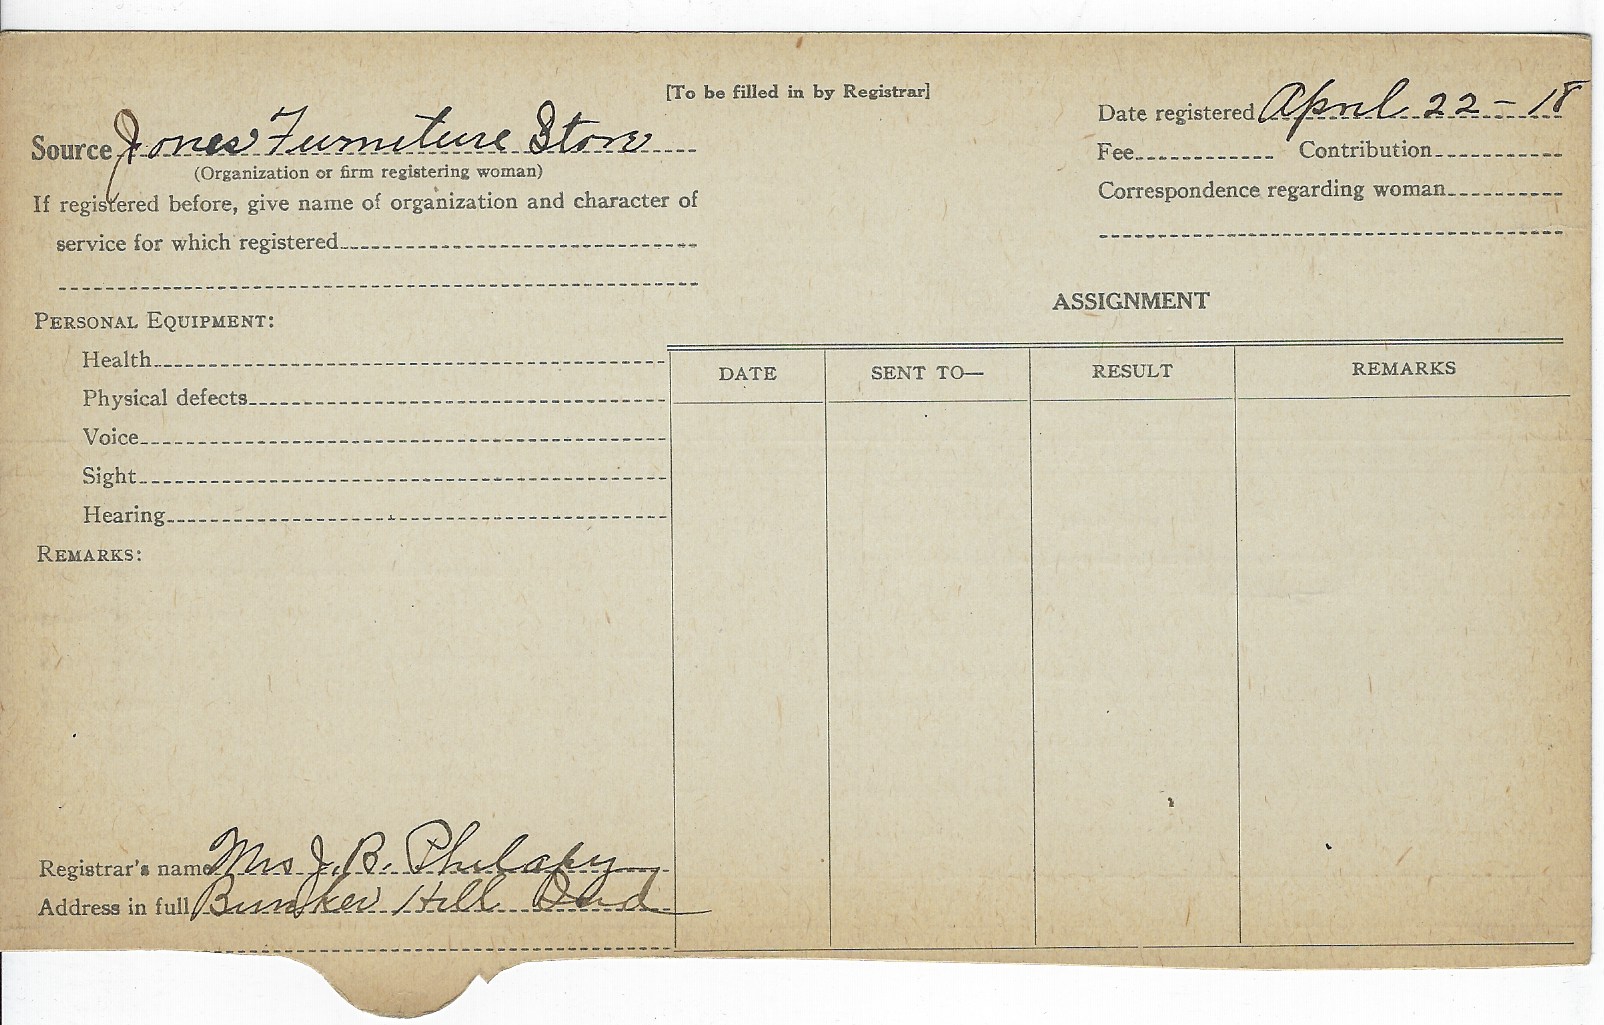 [To be filled in by Registrar]
Date registered April 22 - 18
Source Jones Furniture Store
(Organization or firm registering woman)
Fee Contribution
If registered before, give name of organization and character of
Correspondence regarding woman
service for which registered
ASSIGNMENT
PERSONAL EQUIPMENT:
Health
DATE SENT TO— RESULT REMARKS
Physical defects
Voice
Sight
Hearing
REMARKS:
Registrar's name Mrs J. B. Philapy
Address in full Bunker Hill Ind